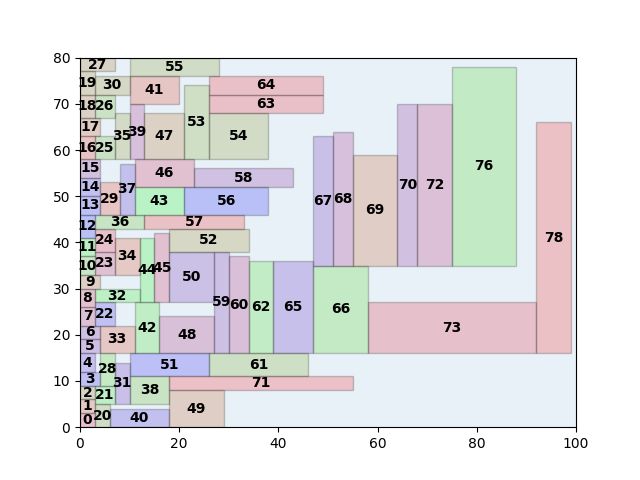 80 27 55
19 30 41 64
70 18 26 39 53 63
17 35 47 54
60 16 25 76
15 46 58
50 14 29 37 43 56 67 68 69 70 72
13
12 36 57
40 11 24 52 78
10 23 34 44 45 50
30 9 32
8 59 60 62 65 66
7 22 42 48 73
20 6 33
5
4 28 51 61
10 3 31 38 71
2 21
1 20 40 49
0 0
0 20 40 60 80 100